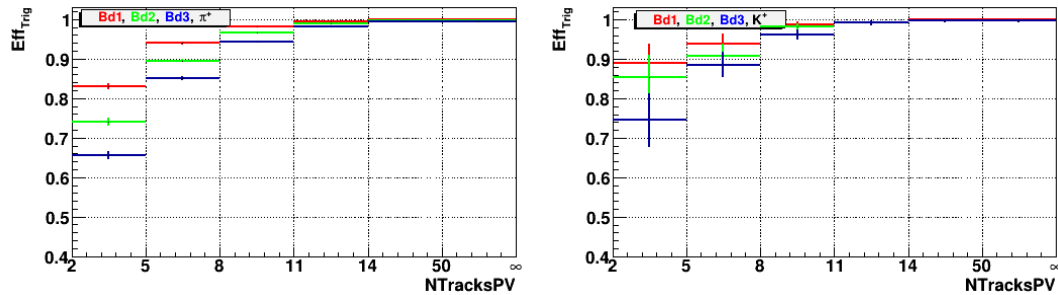 Bd1, Bd2, Bd3, π⁺
Eff_Trig
1
0.9
0.8
0.7
0.6
0.5
0.4
2 5 8 11 14 50 ∞
NTracksPV
Bd1, Bd2, Bd3, K⁺
Eff_Trig
1
0.9
0.8
0.7
0.6
0.5
0.4
2 5 8 11 14 50 ∞
NTracksPV